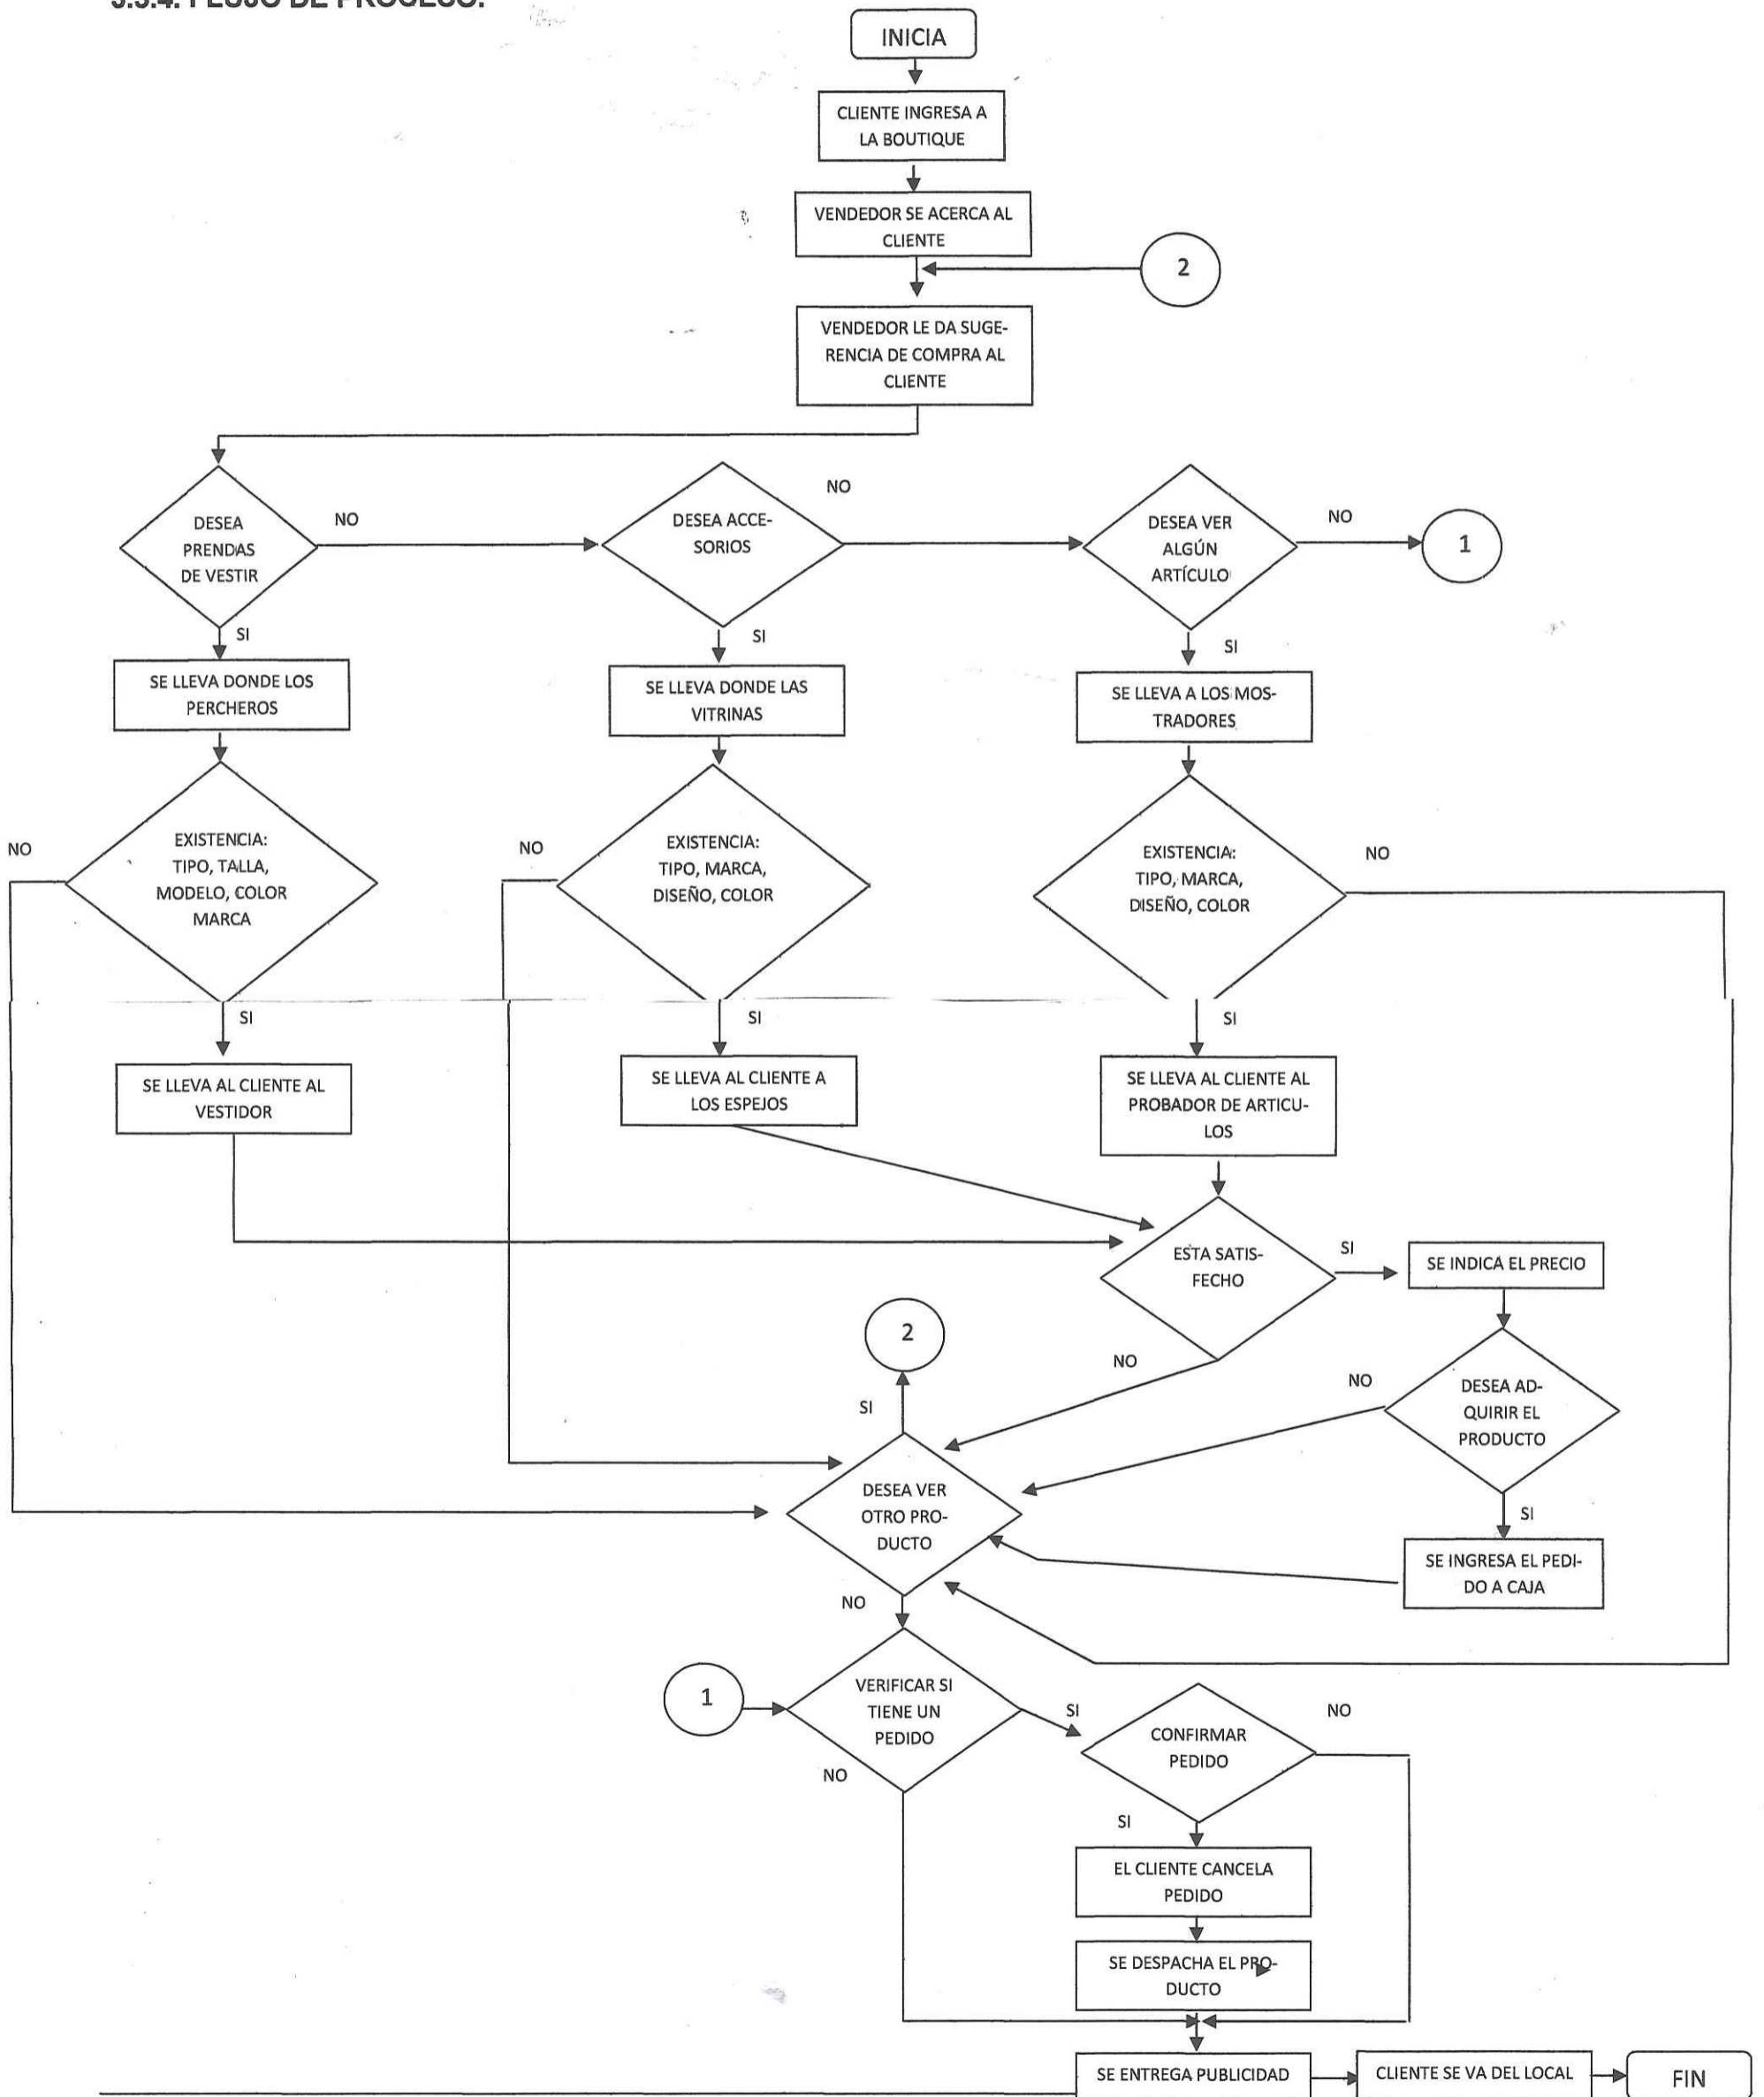 3.3.4. FLUJO DE PROCESO.
INICIA
CLIENTE INGRESA A
LA BOUTIQUE
VENDEDOR SE ACERCA AL
CLIENTE
2
VENDEDOR LE DA SUGE-
RENCIA DE COMPRA AL
CLIENTE
DESEA
PRENDAS
DE VESTIR
NO
DESEA ACCE-
SORIOS
NO
DESEA VER
ALGÚN
ARTÍCULO
NO
1
SI
SI
SI
SE LLEVA DONDE LOS
PERCHEROS
SE LLEVA DONDE LAS
VITRINAS
SE LLEVA A LOS MOS-
TRADORES
NO
EXISTENCIA:
TIPO, TALLA,
MODELO, COLOR
MARCA
NO
EXISTENCIA:
TIPO, MARCA,
DISEÑO, COLOR
EXISTENCIA:
TIPO, MARCA,
DISEÑO, COLOR
NO
SI
SI
SI
SE LLEVA AL CLIENTE AL
VESTIDOR
SE LLEVA AL CLIENTE A
LOS ESPEJOS
SE LLEVA AL CLIENTE AL
PROBADOR DE ARTICU-
LOS
ESTA SATIS-
FECHO
SI
SE INDICA EL PRECIO
2
NO
NO
DESEA AD-
QUIRIR EL
PRODUCTO
SI
DESEA VER
OTRO PRO-
DUCTO
SI
SE INGRESA EL PEDI-
DO A CAJA
NO
1
VERIFICAR SI
TIENE UN
PEDIDO
SI
CONFIRMAR
PEDIDO
NO
NO
SI
EL CLIENTE CANCELA
PEDIDO
SE DESPACHA EL PRO-
DUCTO
SE ENTREGA PUBLICIDAD
CLIENTE SE VA DEL LOCAL
FIN